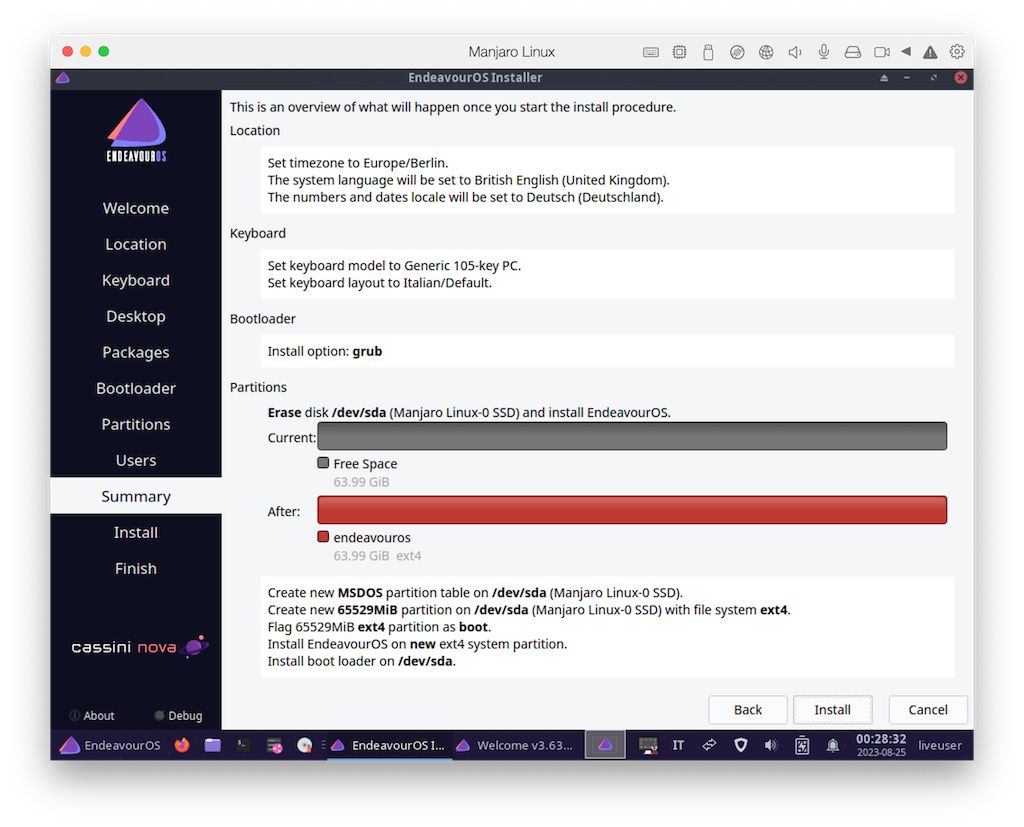 Manjaro Linux
EndeavourOS Installer
ENDEAVOUROS
Welcome
Location
Keyboard
Desktop
Packages
Bootloader
Partitions
Users
Summary
Install
Finish
cassini nova
About
Debug
This is an overview of what will happen once you start the install procedure.
Location
Set timezone to Europe/Berlin.
The system language will be set to British English (United Kingdom).
The numbers and dates locale will be set to Deutsch (Deutschland).
Keyboard
Set keyboard model to Generic 105-key PC.
Set keyboard layout to Italian/Default.
Bootloader
Install option: grub
Partitions
Erase disk /dev/sda (Manjaro Linux-0 SSD) and install EndeavourOS.
Current:
Free Space
63.99 GiB
After:
endeavouros
63.99 GiB ext4
Create new MSDOS partition table on /dev/sda (Manjaro Linux-0 SSD).
Create new 65529MiB partition on /dev/sda (Manjaro Linux-0 SSD) with file system ext4.
Flag 65529MiB ext4 partition as boot.
Install EndeavourOS on new ext4 system partition.
Install boot loader on /dev/sda.
Back Install Cancel
EndeavourOS EndeavourOS I... Welcome v3.63... IT 00:28:32 liveuser
2023-08-25